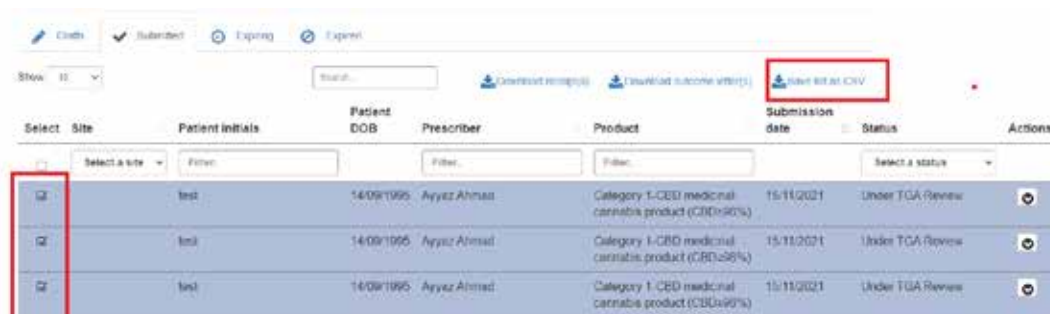 Drafts Submitted Expiring Expired
Show 10 Search... Download receipt(s) Download outcome letter(s) Save list as CSV
Select Site Patient initials Patient DOB Prescriber Product Submission date Status Actions
Select a site Filter... Filter... Filter... Select a status
test 14/09/1995 Ayyaz Ahmad Category 1-CBD medicinal 15/11/2021 Under TGA Review
cannabis product (CBD≥98%)
test 14/09/1995 Ayyaz Ahmad Category 1-CBD medicinal 15/11/2021 Under TGA Review
cannabis product (CBD≥98%)
test 14/09/1995 Ayyaz Ahmad Category 1-CBD medicinal 15/11/2021 Under TGA Review
cannabis product (CBD≥98%)